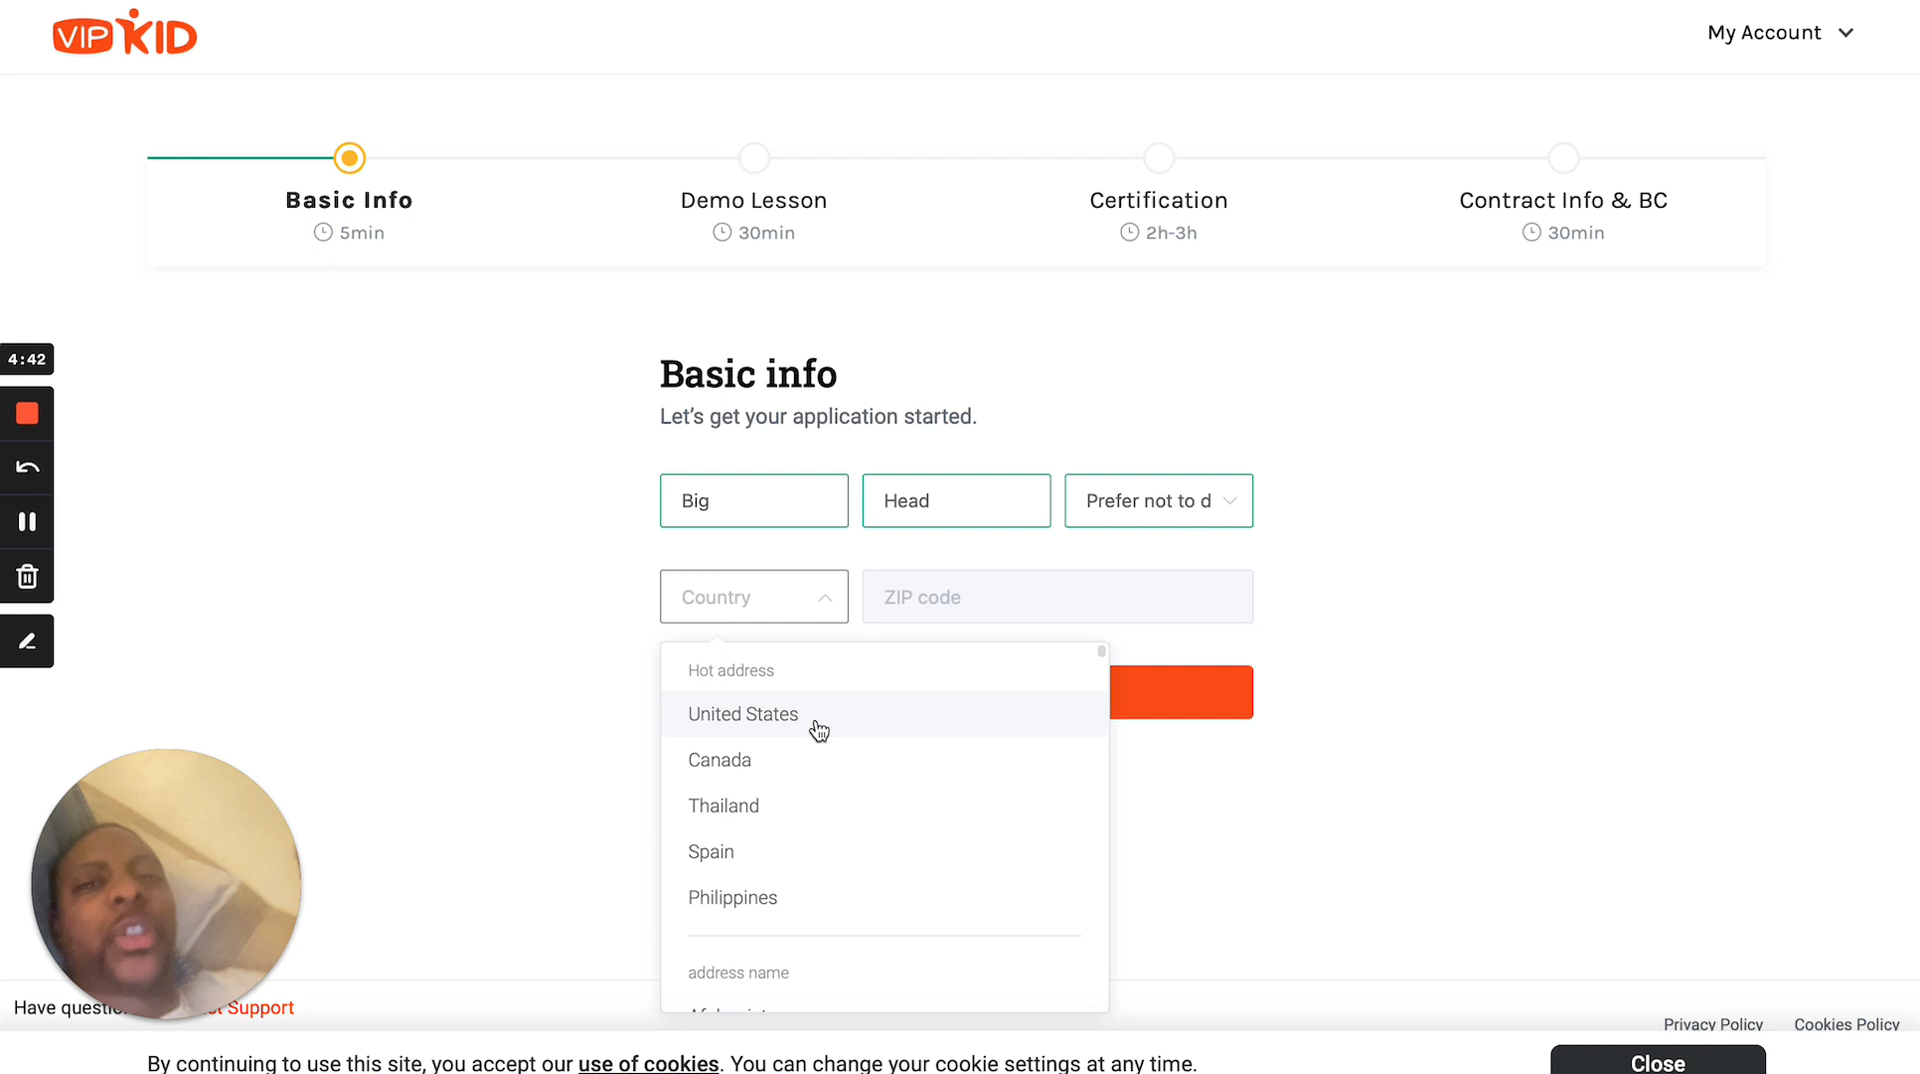 VIP KID
My Account
Basic Info
5min
Demo Lesson
30min
Certification
2h-3h
Contract Info & BC
30min
4:42
Basic info
Let's get your application started.
Big
Head
Prefer not to d
Country
ZIP code
Hot address
United States
Canada
Thailand
Spain
Philippines
address name
Have
Support
Privacy Policy
Cookies Policy
By continuing to use this site, you accept our use of cookies. You can change your cookie settings at any time.
Close